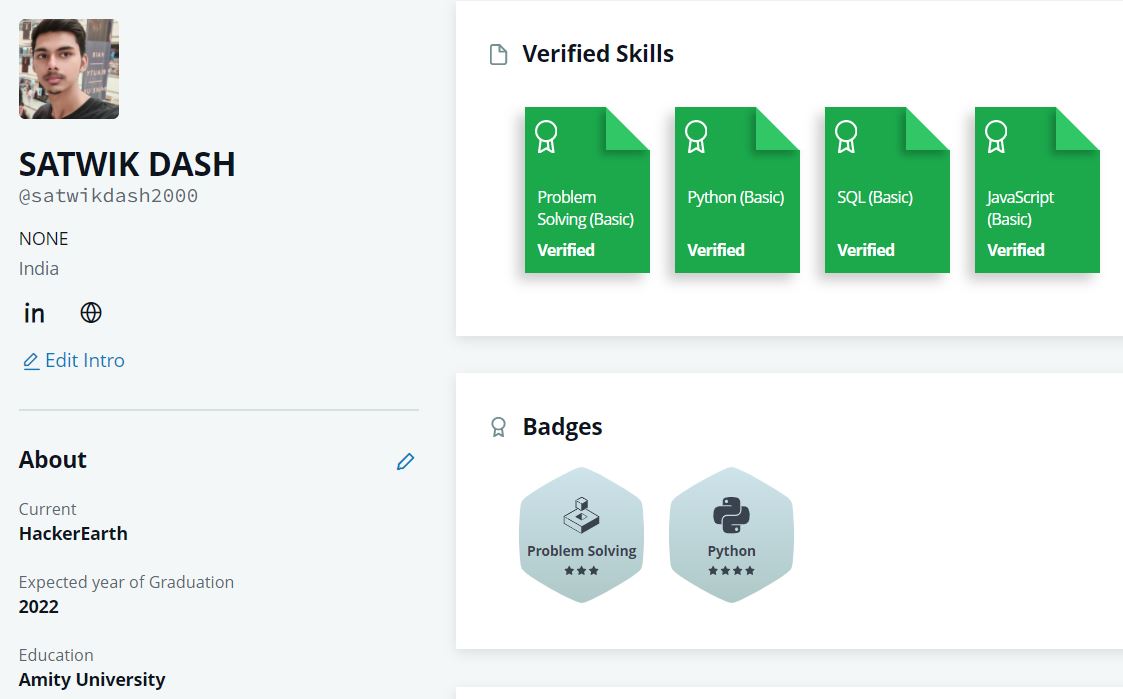 SATWIK DASH
@satwikdash2000
NONE
India
in
Edit Intro
About
Current
HackerEarth
Expected year of Graduation
2022
Education
Amity University
Verified Skills
Problem
Solving (Basic)
Verified
Python (Basic)
Verified
SQL (Basic)
Verified
JavaScript
(Basic)
Verified
Badges
Problem Solving
Python